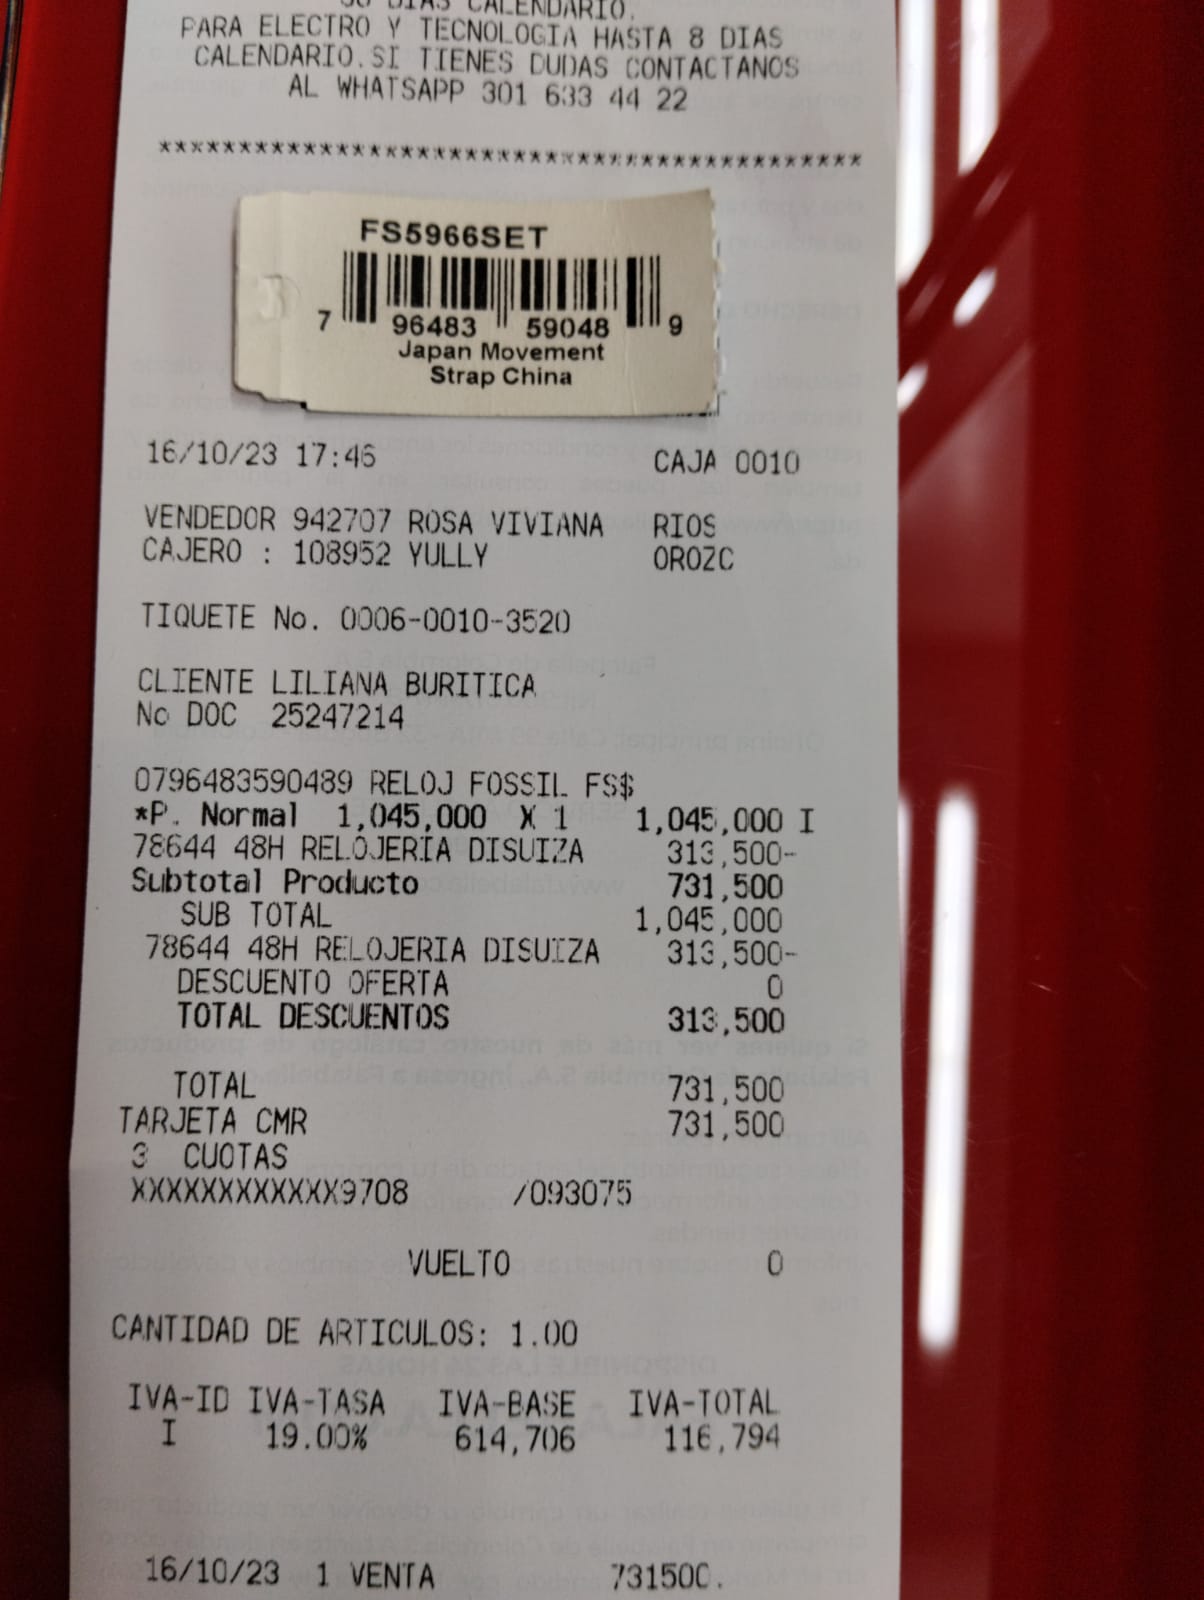 30 DIAS CALENDARIO.
PARA ELECTRO Y TECNOLOGIA HASTA 8 DIAS
CALENDARIO.SI TIENES DUDAS CONTACTANOS
AL WHATSAPP 301 633 44 22
*********************************************
FS5966SET
7 96483 59048 9
Japan Movement
Strap China
16/10/23 17:46 CAJA 0010
VENDEDOR 942707 ROSA VIVIANA RIOS
CAJERO : 108952 YULLY OROZC
TIQUETE No. 0006-0010-3520
CLIENTE LILIANA BURITICA
No DOC 25247214
0796483590489 RELOJ FOSSIL FS$
*P. Normal 1,045,000 X 1 1,045,000 I
78644 48H RELOJERIA DISUIZA 313,500-
Subtotal Producto 731,500
SUB TOTAL 1,045,000
78644 48H RELOJERIA DISUIZA 313,500-
DESCUENTO OFERTA 0
TOTAL DESCUENTOS 313,500
TOTAL 731,500
TARJETA CMR 731,500
3 CUOTAS
XXXXXXXXXXXX9708 /093075
VUELTO 0
CANTIDAD DE ARTICULOS: 1.00
IVA-ID IVA-TASA IVA-BASE IVA-TOTAL
I 19.00% 614,706 116,794
16/10/23 1 VENTA 731500.